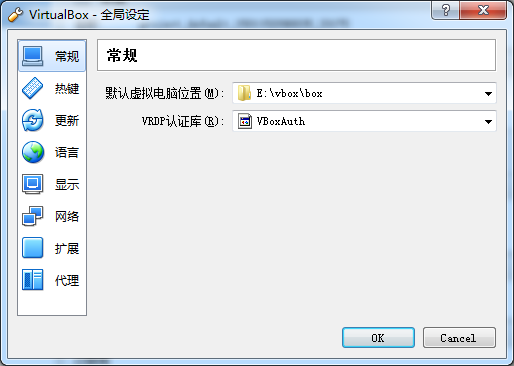 VirtualBox - 全局设定
常规
热键
更新
语言
显示
网络
扩展
代理
常规
默认虚拟电脑位置(M): E:\vbox\box
VRDP认证库(R): VBoxAuth
OK Cancel